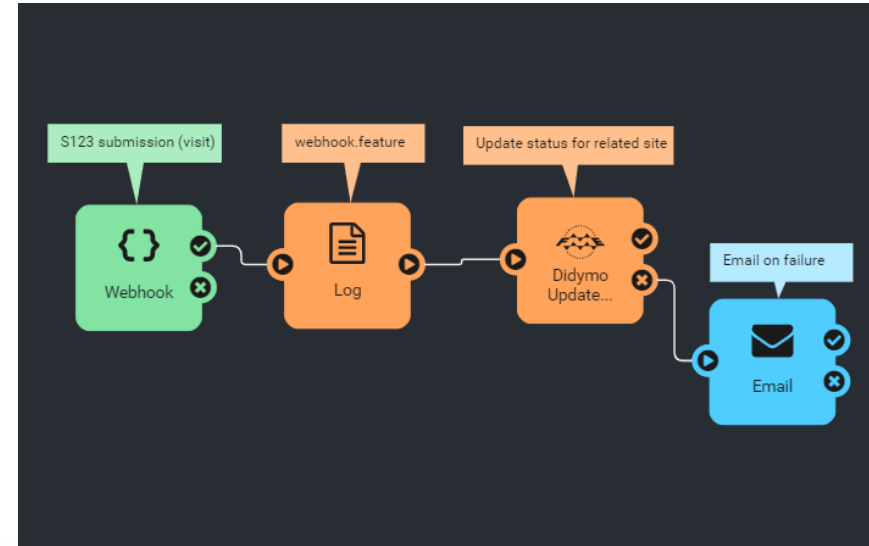 S123 submission (visit)
webhook.feature
Update status for related site
{ }
Webhook
Log
Didymo
Update...
Email on failure
Email